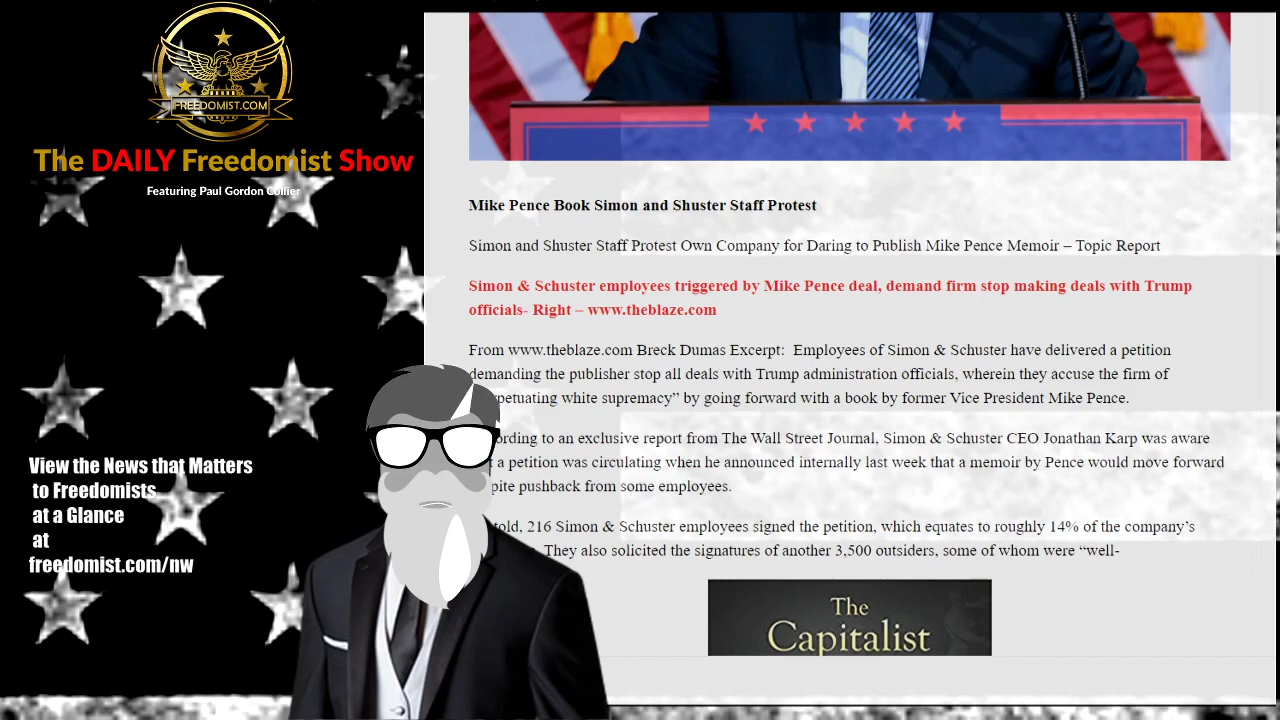 FREEDOMIST.COM
The DAILY Freedomist Show
Featuring Paul Gordon Collier
View the News that Matters
to Freedomists
at a Glance
at
freedomist.com/nw
Mike Pence Book Simon and Shuster Staff Protest
Simon and Shuster Staff Protest Own Company for Daring to Publish Mike Pence Memoir – Topic Report
Simon & Schuster employees triggered by Mike Pence deal, demand firm stop making deals with Trump
officials- Right – www.theblaze.com
From www.theblaze.com Breck Dumas Excerpt:  Employees of Simon & Schuster have delivered a petition
demanding the publisher stop all deals with Trump administration officials, wherein they accuse the firm of
white supremacy” by going forward with a book by former Vice President Mike Pence.
to an exclusive report from The Wall Street Journal, Simon & Schuster CEO Jonathan Karp was aware
a petition was circulating when he announced internally last week that a memoir by Pence would move forward
pushback from some employees.
told, 216 Simon & Schuster employees signed the petition, which equates to roughly 14% of the company’s
They also solicited the signatures of another 3,500 outsiders, some of whom were “well-
The
Capitalist